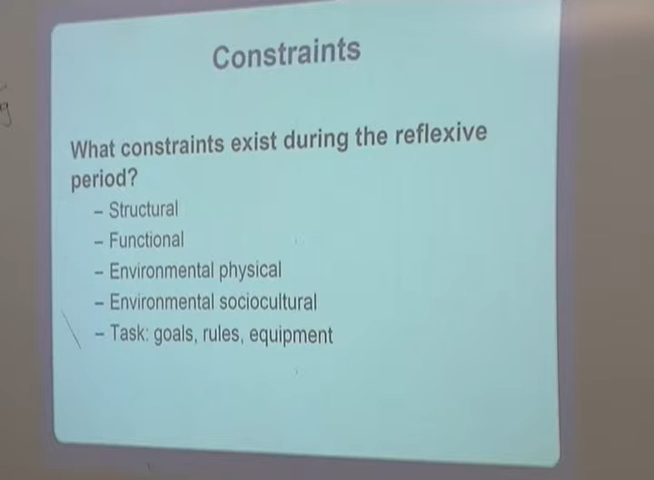 Constraints
What constraints exist during the reflexive
period?
– Structural
– Functional
– Environmental physical
– Environmental sociocultural
– Task: goals, rules, equipment